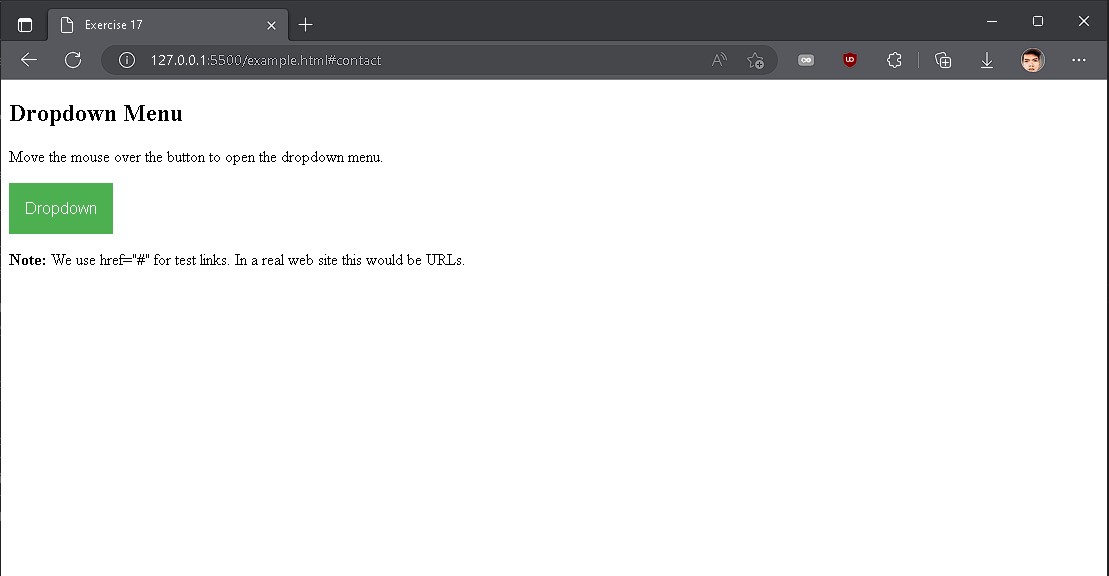 Exercise 17
127.0.0.1:5500/example.html#contact
Dropdown Menu
Move the mouse over the button to open the dropdown menu.
Dropdown
Note: We use href="#" for test links. In a real web site this would be URLs.